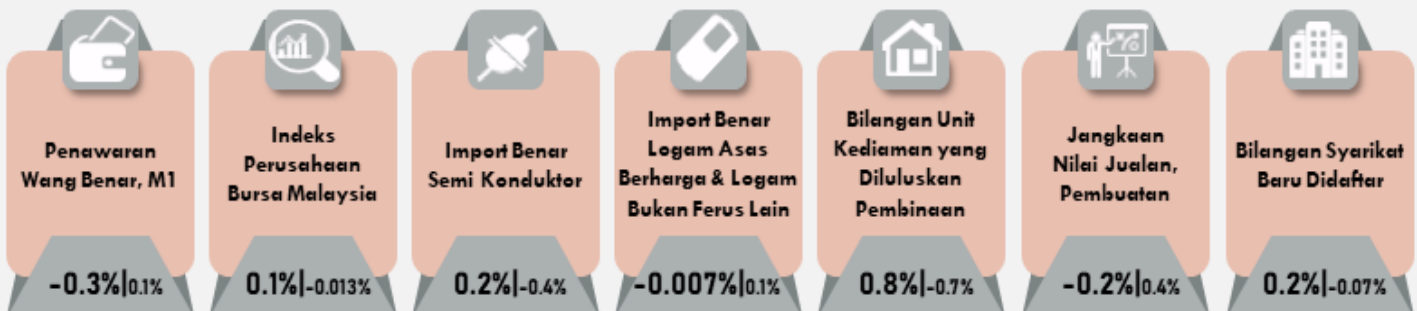 Penawaran
Wang Benar, M1
-0.3%|0.1%
Indeks
Perusahaan
Bursa Malaysia
0.1%|-0.013%
Import Benar
Semi Konduktor
0.2%|-0.4%
Import Benar
Logam Asas
Berharga & Logam
Bukan Ferus Lain
-0.007%|0.1%
Bilangan Unit
Kediaman yang
Diluluskan
Pembinaan
0.8%|-0.7%
Jangkaan
Nilai Jualan,
Pembuatan
-0.2%|0.4%
Bilangan Syarikat
Baru Didaftar
0.2%|-0.07%